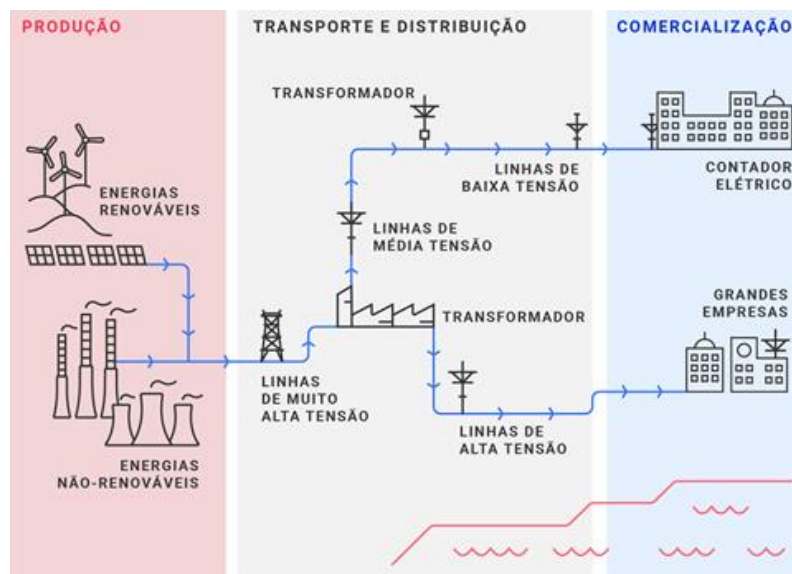 PRODUÇÃO
TRANSPORTE E DISTRIBUIÇÃO
COMERCIALIZAÇÃO
TRANSFORMADOR
ENERGIAS
RENOVÁVEIS
LINHAS DE
BAIXA TENSÃO
CONTADOR
ELÉTRICO
LINHAS DE
MÉDIA TENSÃO
TRANSFORMADOR
GRANDES
EMPRESAS
LINHAS
DE MUITO
ALTA TENSÃO
LINHAS DE
ALTA TENSÃO
ENERGIAS
NÃO-RENOVÁVEIS